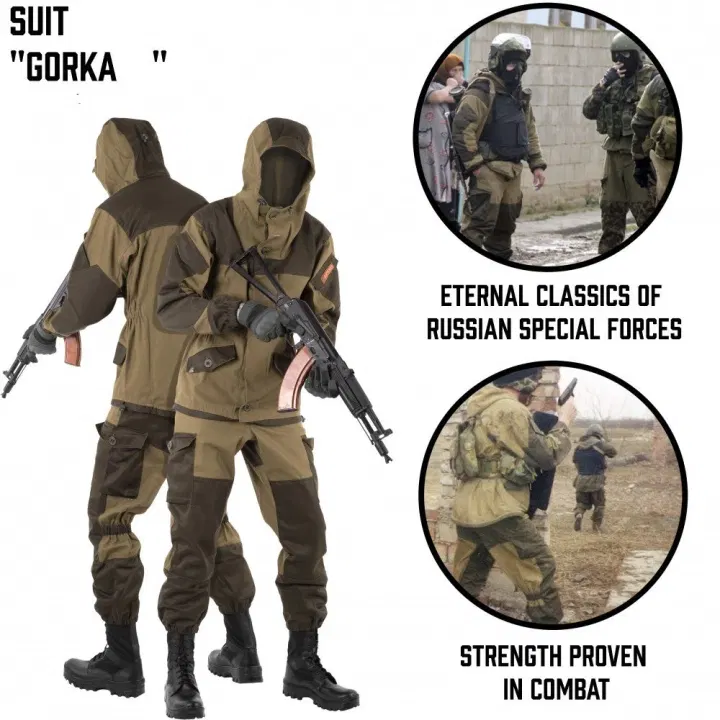 SUIT
"GORKA "
ETERNAL CLASSICS OF
RUSSIAN SPECIAL FORCES
STRENGTH PROVEN
IN COMBAT